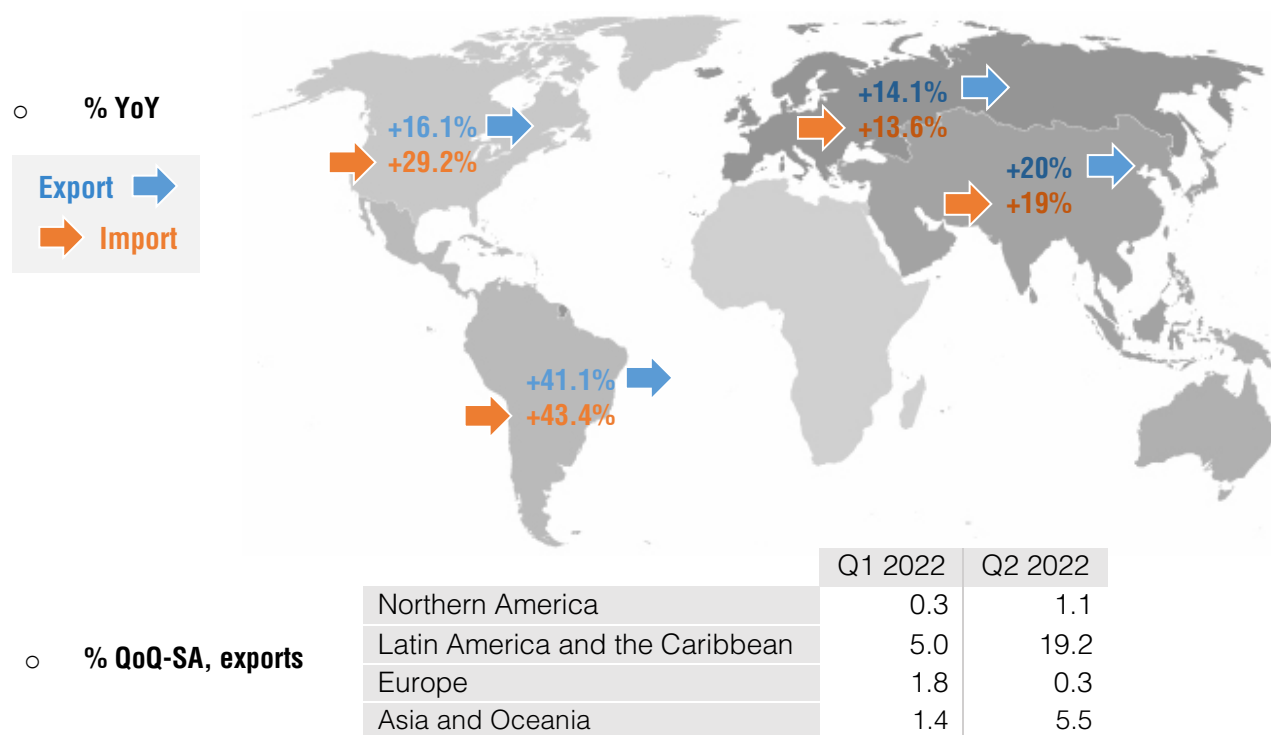 % YoY
Export
Import
+16.1%
+29.2%
+14.1%
+13.6%
+20%
+19%
+41.1%
+43.4%
% QoQ-SA, exports
Q1 2022 Q2 2022
Northern America 0.3 1.1
Latin America and the Caribbean 5.0 19.2
Europe 1.8 0.3
Asia and Oceania 1.4 5.5